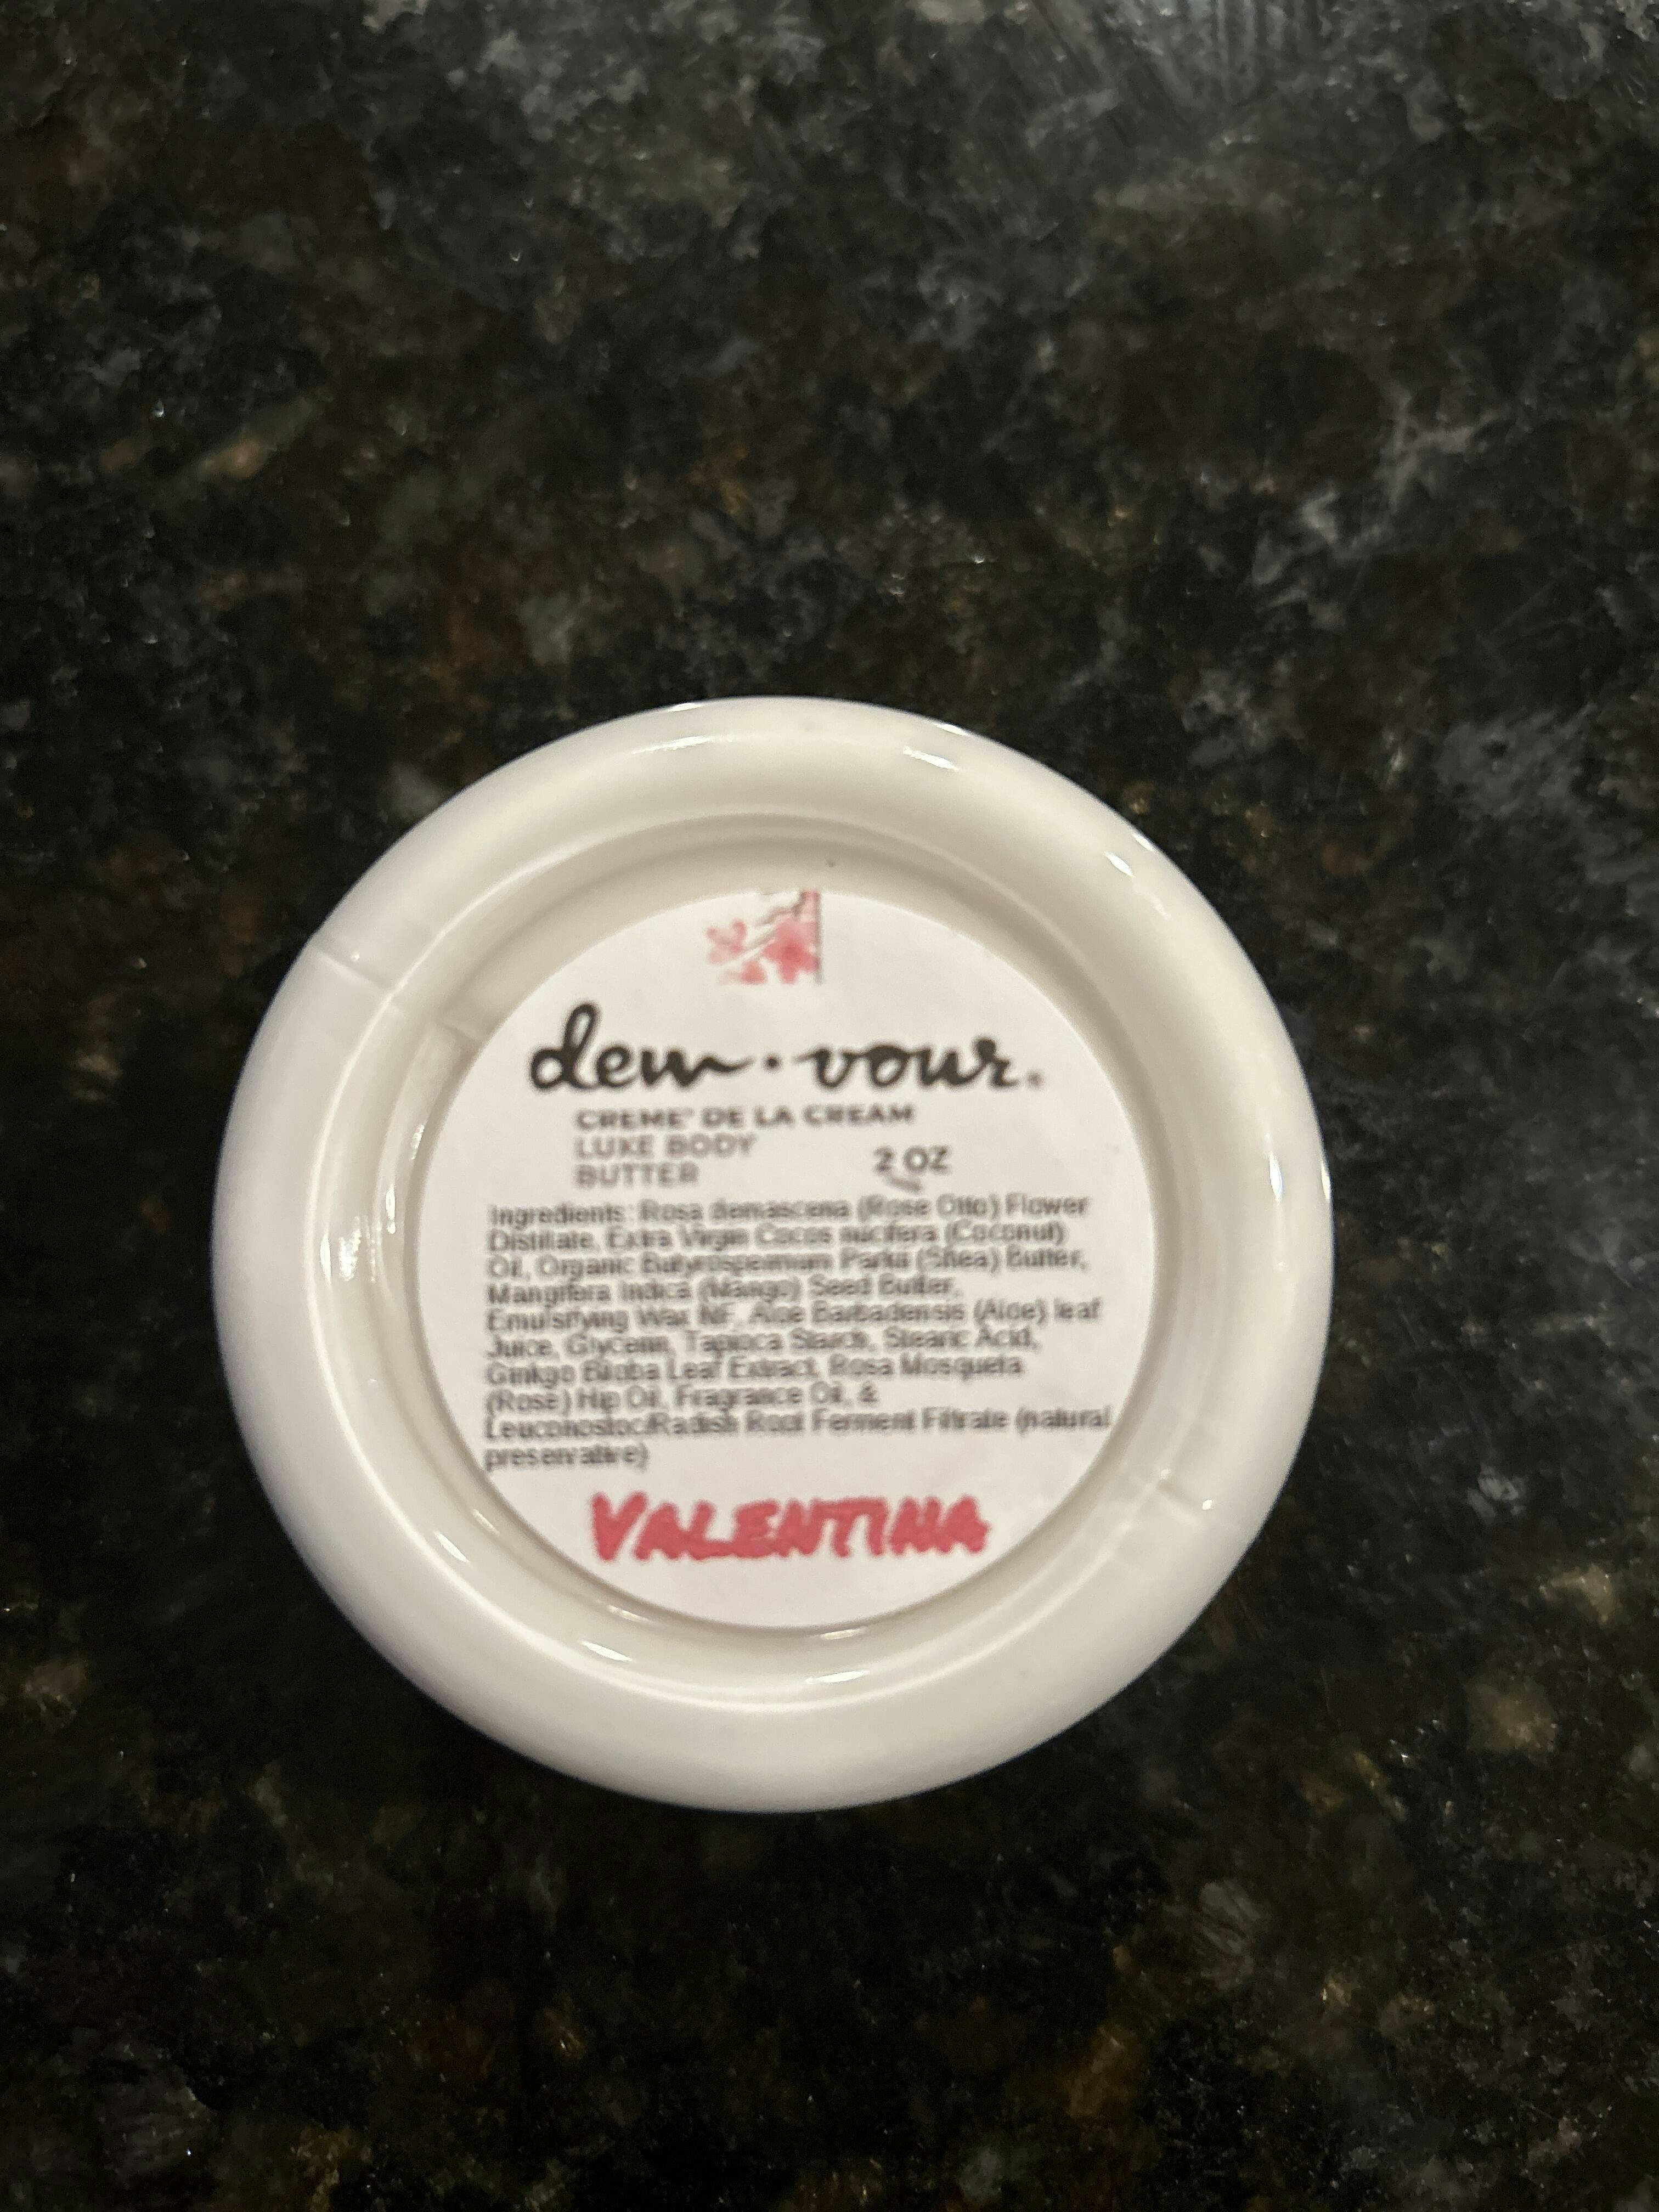 dem·vour.
CREME' DE LA CREAM
LUXE BODY
BUTTER
2 OZ
Ingredients: Rosa damascena (Rose Otto) Flower
Distillate, Extra Virgin Cocos nucifera (Coconut)
Oil, Organic Butyrospermum Parkii (Shea) Butter,
Mangifera Indica (Mango) Seed Butter,
Emulsifying Wax NF, Aloe Barbadensis (Aloe) leaf
Juice, Glycerin, Tapioca Starch, Stearic Acid,
Ginkgo Biloba Leaf Extract, Rosa Mosqueta
(Rose) Hip Oil, Fragrance Oil, &
Leuconostoc/Radish Root Ferment Filtrate (natural
preservative)
VALENTINA